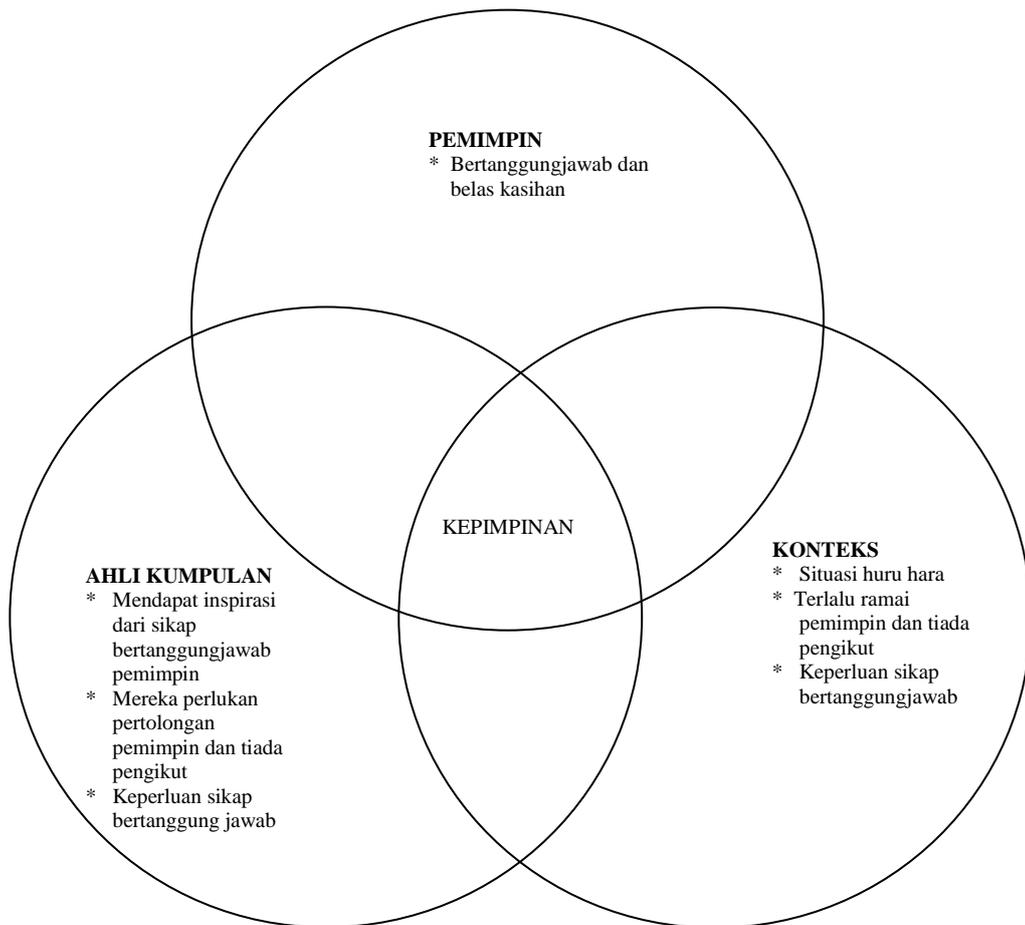 PEMIMPIN
* Bertanggungjawab dan
belas kasihan
KEPIMPINAN
AHLI KUMPULAN
* Mendapat inspirasi
dari sikap
bertanggungjawab
pemimpin
* Mereka perlukan
pertolongan
pemimpin dan tiada
pengikut
* Keperluan sikap
bertanggung jawab
KONTEKS
* Situasi huru hara
* Terlalu ramai
pemimpin dan tiada
pengikut
* Keperluan sikap
bertanggungjawab